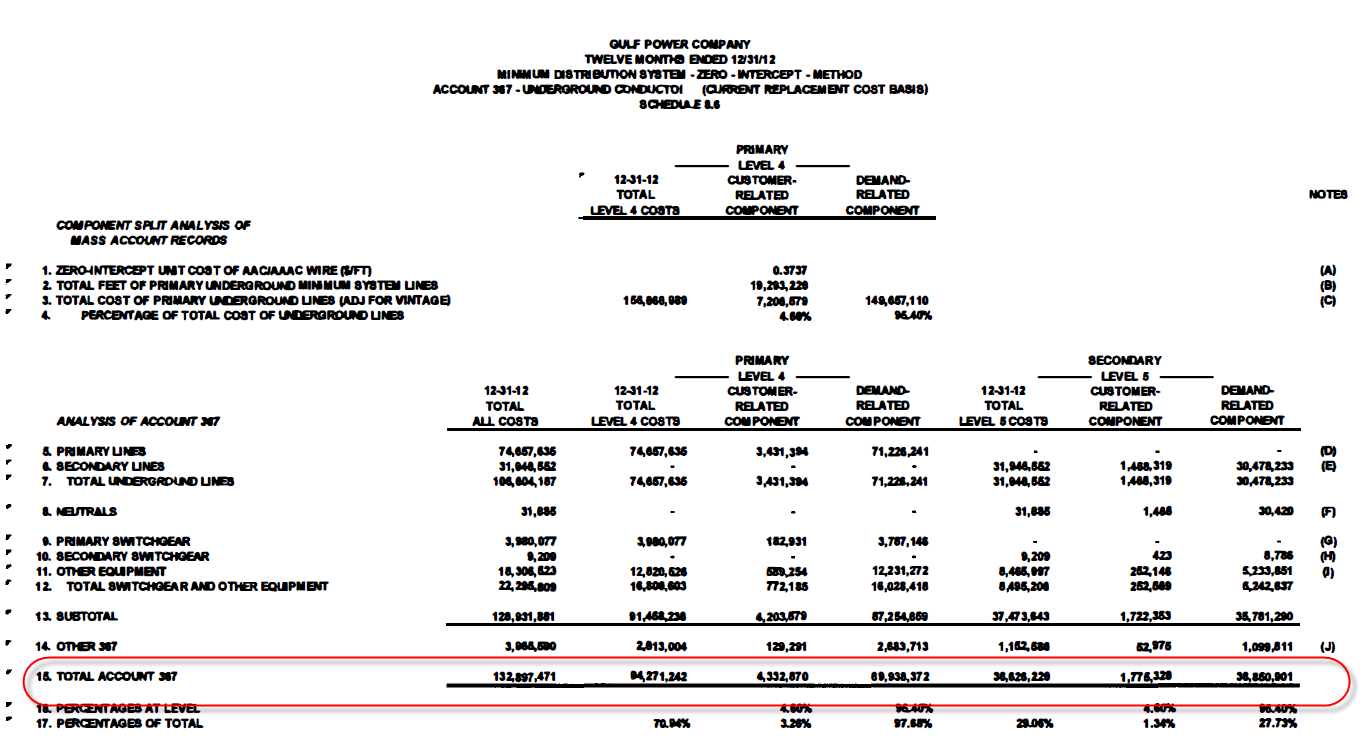 GULF POWER COMPANY
TWELVE MONTHS ENDED 12/31/12
MINIMUM DISTRIBUTION SYSTEM - ZERO - INTERCEPT - METHOD
ACCOUNT 367 - UNDERGROUND CONDUCTOR (CURRENT REPLACEMENT COST BASIS)
SCHEDULE 8.6
PRIMARY
LEVEL 4
12-31-12 CUSTOMER- DEMAND-
TOTAL RELATED RELATED NOTES
LEVEL 4 COSTS COMPONENT COMPONENT
COMPONENT SPLIT ANALYSIS OF
MASS ACCOUNT RECORDS
1. ZERO-INTERCEPT UNIT COST OF AAC/AAAC WIRE ($/FT) 0.3737 (A)
2. TOTAL FEET OF PRIMARY UNDERGROUND MINIMUM SYSTEM LINES (B)
3. TOTAL COST OF PRIMARY UNDERGROUND LINES (ADJ FOR VINTAGE) (C)
4. PERCENTAGE OF TOTAL COST OF UNDERGROUND LINES 4.60% 95.40%
PRIMARY SECONDARY
LEVEL 4 LEVEL 5
12-31-12 12-31-12 CUSTOMER- DEMAND- 12-31-12 CUSTOMER- DEMAND-
TOTAL TOTAL RELATED RELATED TOTAL RELATED RELATED
ANALYSIS OF ACCOUNT 367 ALL COSTS LEVEL 4 COSTS COMPONENT COMPONENT LEVEL 5 COSTS COMPONENT COMPONENT
5. PRIMARY LINES 74,657,635 74,657,635 3,431,394 71,226,241 - - - (D)
6. SECONDARY LINES 31,946,552 - - - 31,946,552 1,468,319 30,478,233 (E)
7. TOTAL UNDERGROUND LINES 106,604,187 74,657,635 3,431,394 71,226,241 31,946,552 1,468,319 30,478,233
8. NEUTRALS 31,885 - - - 31,885 1,465 30,420 (F)
9. PRIMARY SWITCHGEAR 3,980,077 3,980,077 182,931 3,797,146 - - - (G)
10. SECONDARY SWITCHGEAR 9,209 - - - 9,209 423 8,786 (H)
11. OTHER EQUIPMENT 18,306,523 12,820,526 589,254 12,231,272 5,485,997 252,146 5,233,851 (I)
12. TOTAL SWITCHGEAR AND OTHER EQUIPMENT 22,295,809 16,800,603 772,185 16,028,418 5,495,206 252,569 5,242,637
13. SUBTOTAL 128,931,881 91,458,238 4,203,579 87,254,659 37,473,643 1,722,353 35,751,290
14. OTHER 367 3,965,590 2,813,004 129,291 2,683,713 1,152,586 52,975 1,099,611 (J)
15. TOTAL ACCOUNT 367 132,897,471 94,271,242 4,332,870 89,938,372 38,626,229 1,775,328 36,850,901
16. PERCENTAGES AT LEVEL 4.60% 95.40% 4.60% 95.40%
17. PERCENTAGES OF TOTAL 70.94% 3.26% 29.06% 1.34% 27.73%